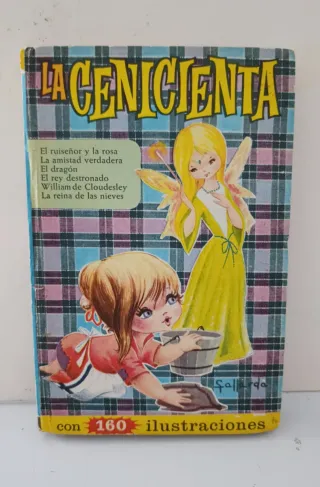 LA CENICIENTA
El ruiseñor y la rosa
La amistad verdadera
El dragón
El rey destronado
William de Cloudesley
La reina de las nieves
Gallarda
con 160 ilustraciones